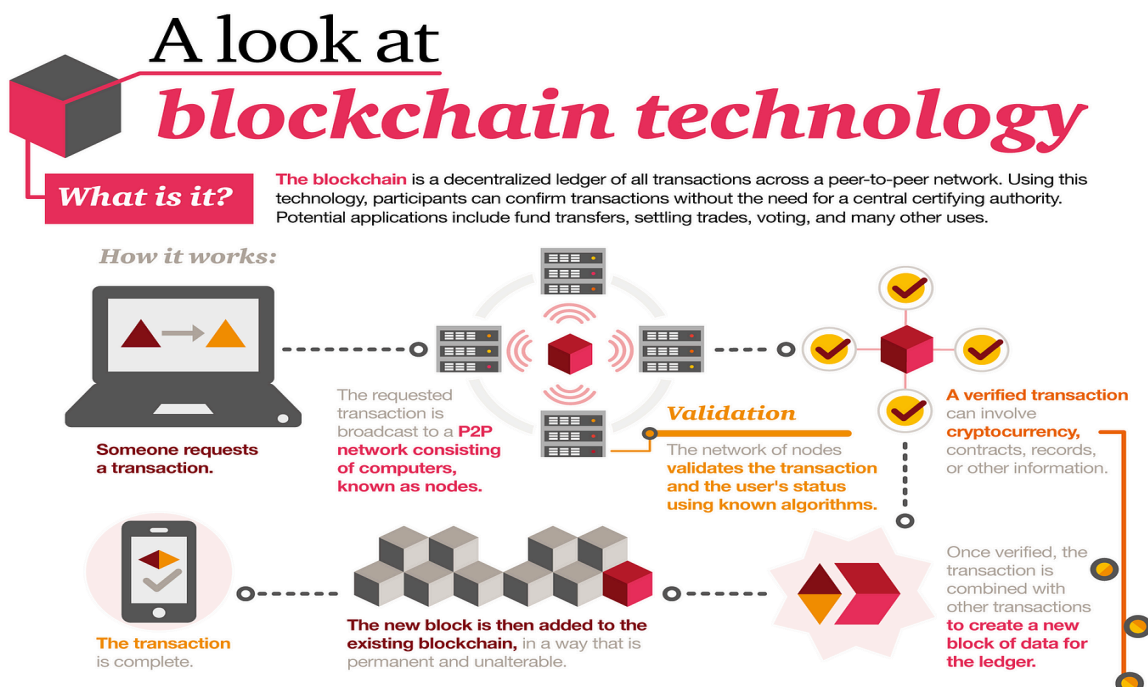 A look at
blockchain technology
What is it?
The blockchain is a decentralized ledger of all transactions across a peer-to-peer network. Using this
technology, participants can confirm transactions without the need for a central certifying authority.
Potential applications include fund transfers, settling trades, voting, and many other uses.
How it works:
Someone requests
a transaction.
The requested
transaction is
broadcast to a P2P
network consisting
of computers,
known as nodes.
Validation
The network of nodes
validates the transaction
and the user's status
using known algorithms.
A verified transaction
can involve
cryptocurrency,
contracts, records,
or other information.
Once verified, the
transaction is
combined with
other transactions
to create a new
block of data for
the ledger.
The new block is then added to the
existing blockchain, in a way that is
permanent and unalterable.
The transaction
is complete.